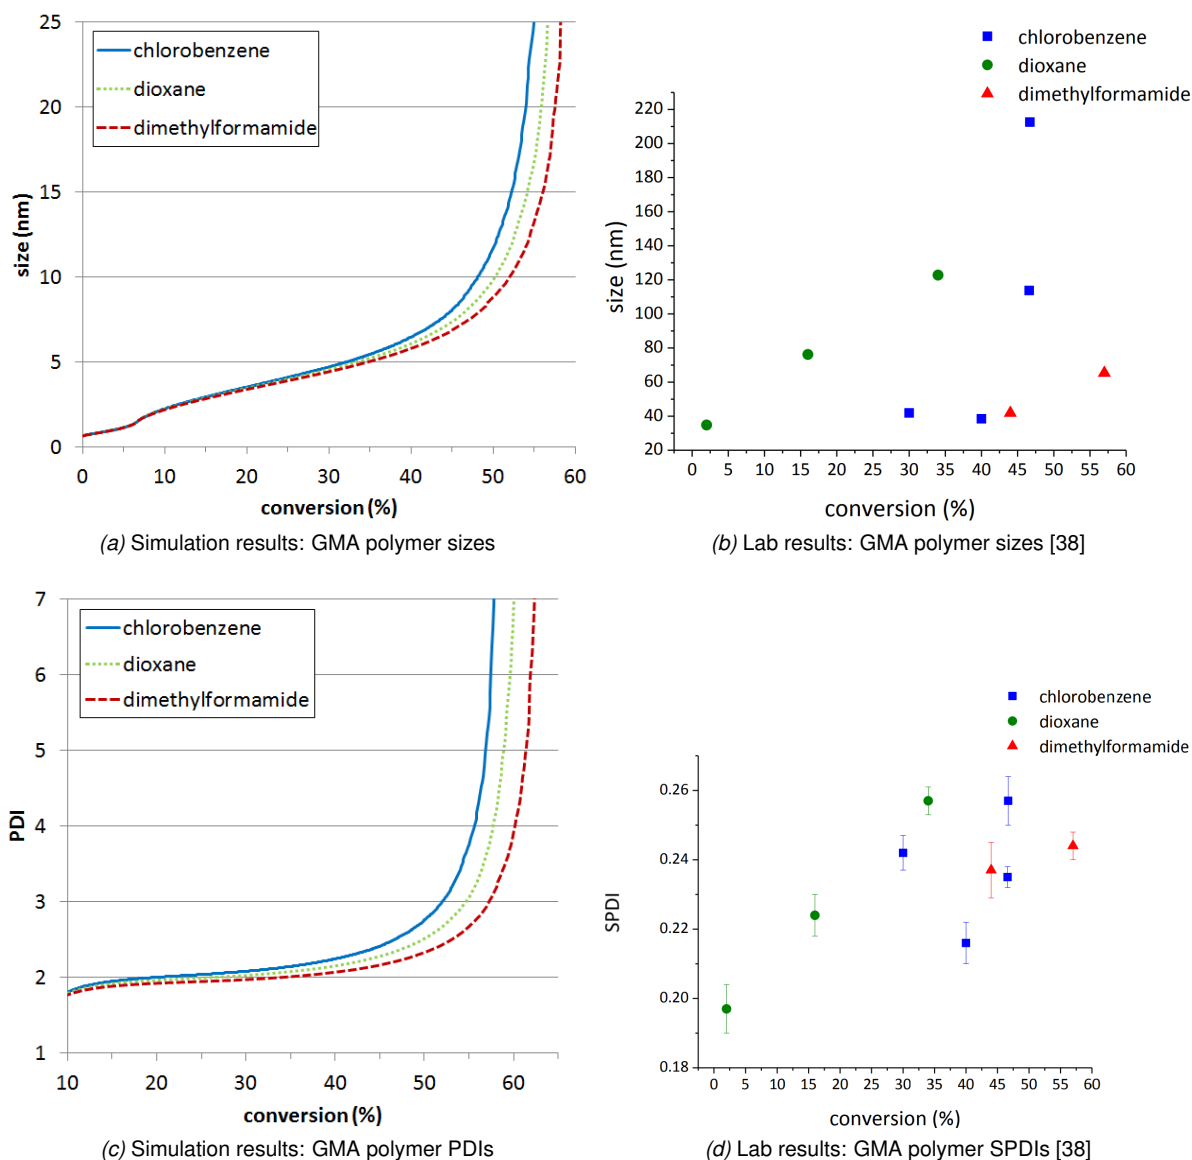 25
20
15
10
5
0
size (nm)
chlorobenzene
dioxane
dimethylformamide
0 10 20 30 40 50 60
conversion (%)
(a) Simulation results: GMA polymer sizes
chlorobenzene
dioxane
dimethylformamide
220
200
180
160
140
120
100
80
60
40
20
size (nm)
0 5 10 15 20 25 30 35 40 45 50 55 60
conversion (%)
(b) Lab results: GMA polymer sizes [38]
7
6
5
4
3
2
1
PDI
chlorobenzene
dioxane
dimethylformamide
10 20 30 40 50 60
conversion (%)
(c) Simulation results: GMA polymer PDIs
chlorobenzene
dioxane
dimethylformamide
0.26
0.24
0.22
0.20
0.18
SPDI
0 5 10 15 20 25 30 35 40 45 50 55 60
conversion (%)
(d) Lab results: GMA polymer SPDIs [38]